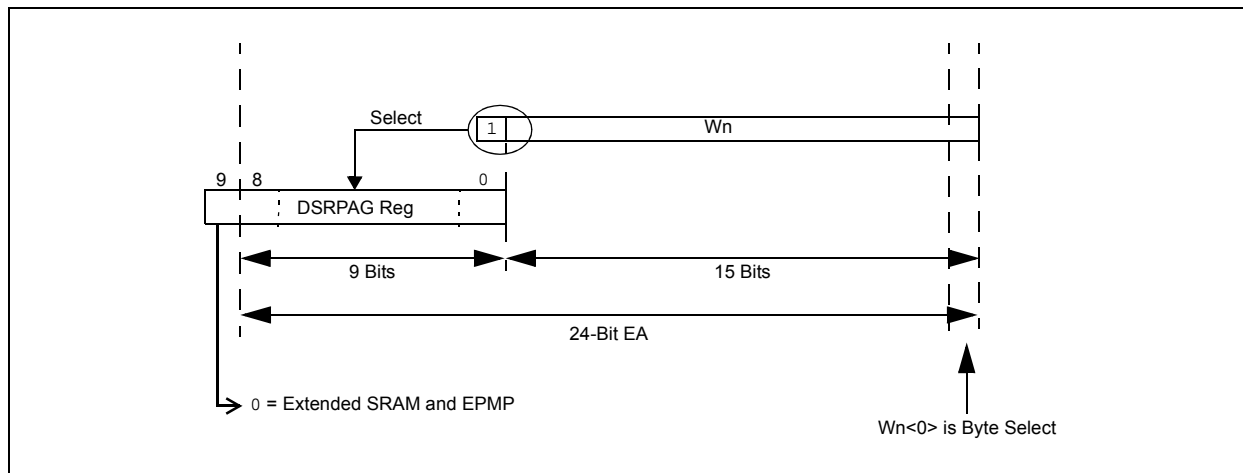 Select
1
Wn
9 8 0
DSRPAG Reg
9 Bits 15 Bits
24-Bit EA
0 = Extended SRAM and EPMP
Wn<0> is Byte Select